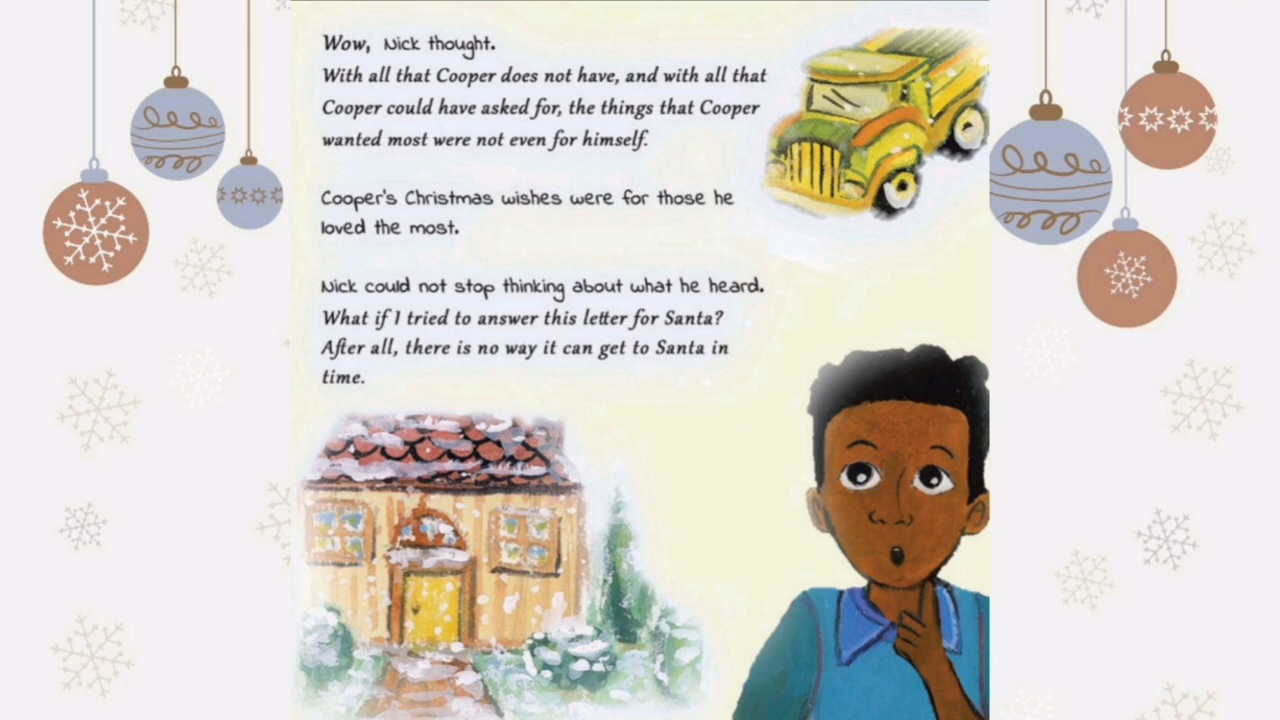 Wow, Nick thought.
With all that Cooper does not have, and with all that
Cooper could have asked for, the things that Cooper
wanted most were not even for himself.
Cooper's Christmas wishes were for those he
loved the most.
Nick could not stop thinking about what he heard.
What if I tried to answer this letter for Santa?
After all, there is no way it can get to Santa in
time.